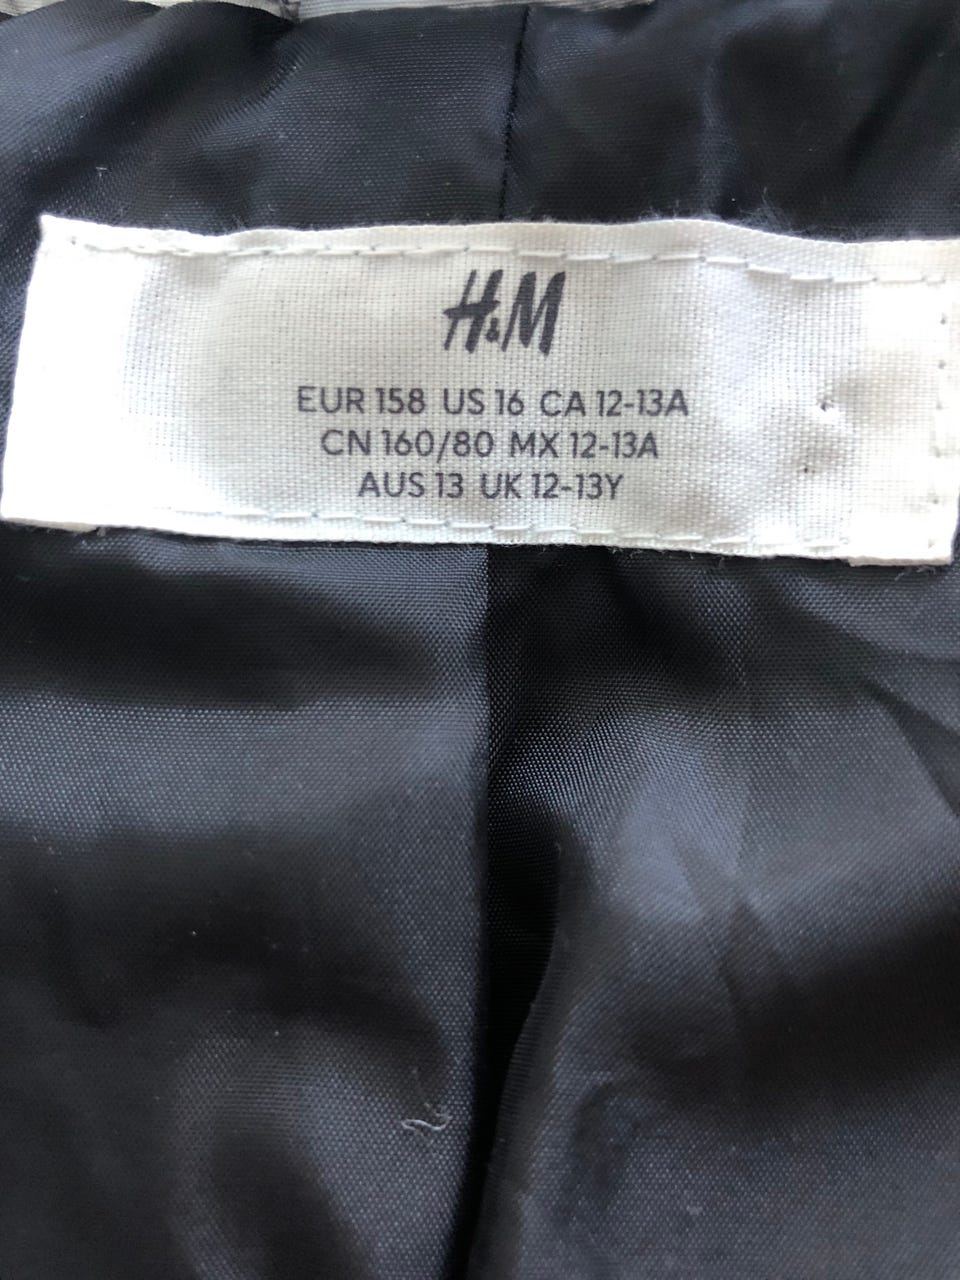 H&M
EUR 158 US 16 CA 12-13A
CN 160/80 MX 12-13A
AUS 13 UK 12-13Y